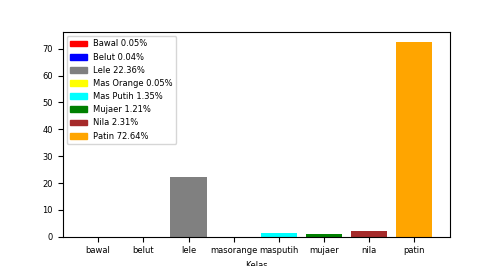 70
60
50
40
30
20
10
0
Bawal 0.05%
Belut 0.04%
Lele 22.36%
Mas Orange 0.05%
Mas Putih 1.35%
Mujaer 1.21%
Nila 2.31%
Patin 72.64%
bawal belut lele masorange masputih mujaer nila patin
Kelas